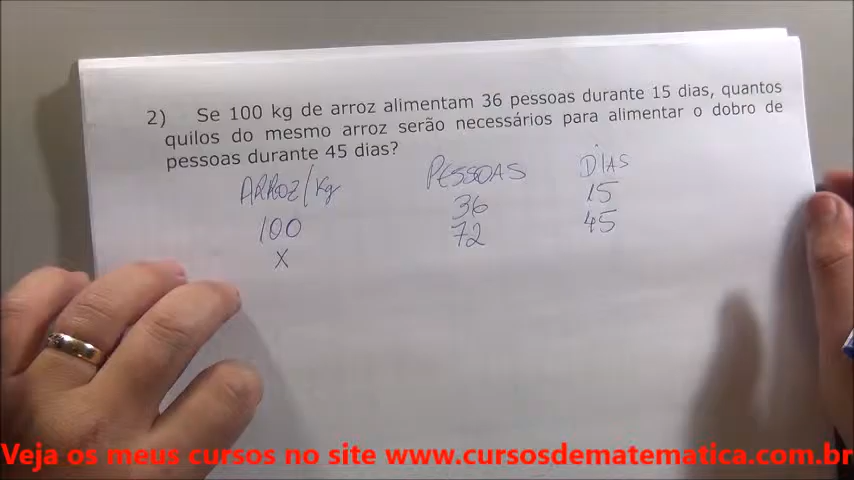 2) Se 100 kg de arroz alimentam 36 pessoas durante 15 dias, quantos
quilos do mesmo arroz serão necessários para alimentar o dobro de
pessoas durante 45 dias?
ARROZ/Kg PESSOAS DIAS
100 36 15
X 72 45
Veja os meus cursos no site www.cursosdematematica.com.br